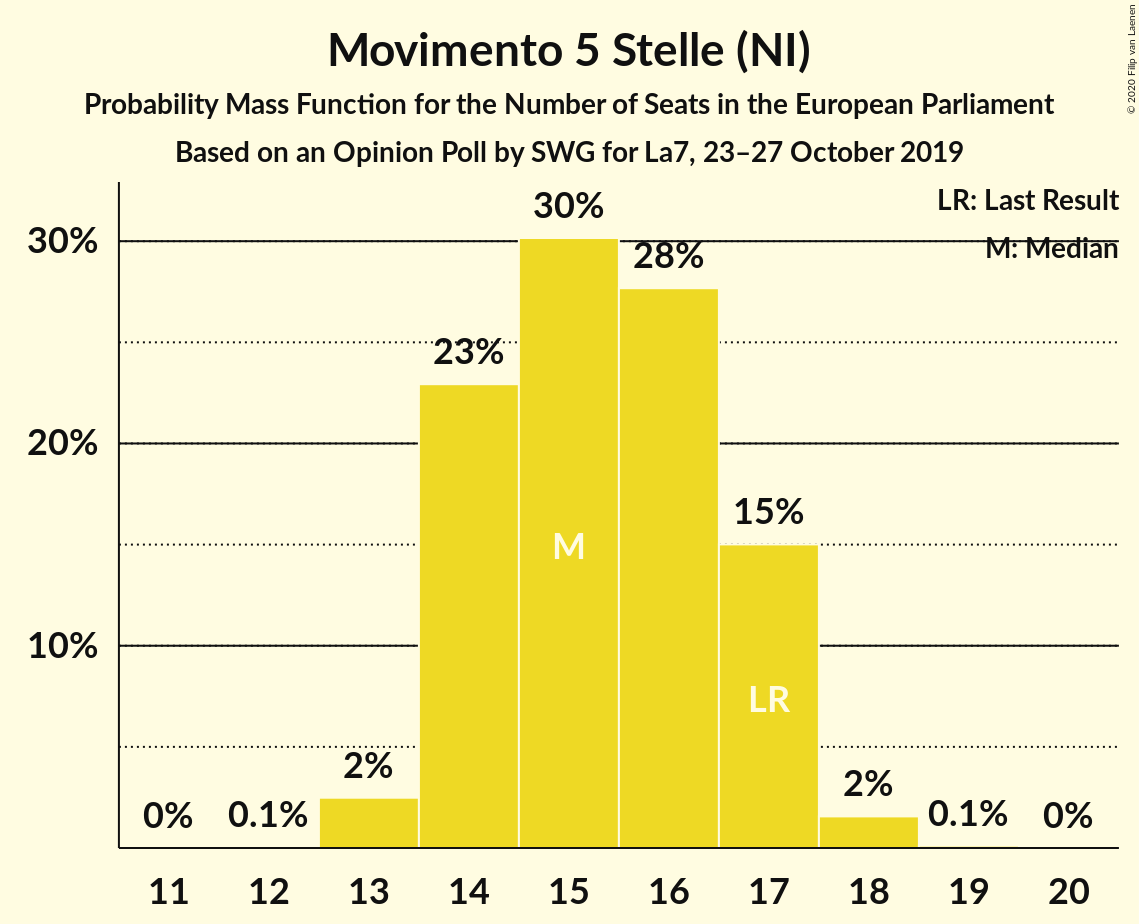 Movimento 5 Stelle (NI)
Probability Mass Function for the Number of Seats in the European Parliament
Based on an Opinion Poll by SWG for La7, 23–27 October 2019
© 2020 Filip van Laenen
LR: Last Result
M: Median
30%
20%
10%
0%
0.1%
2%
23%
30%
28%
15%
2%
0.1%
0%
M
LR
11 12 13 14 15 16 17 18 19 20